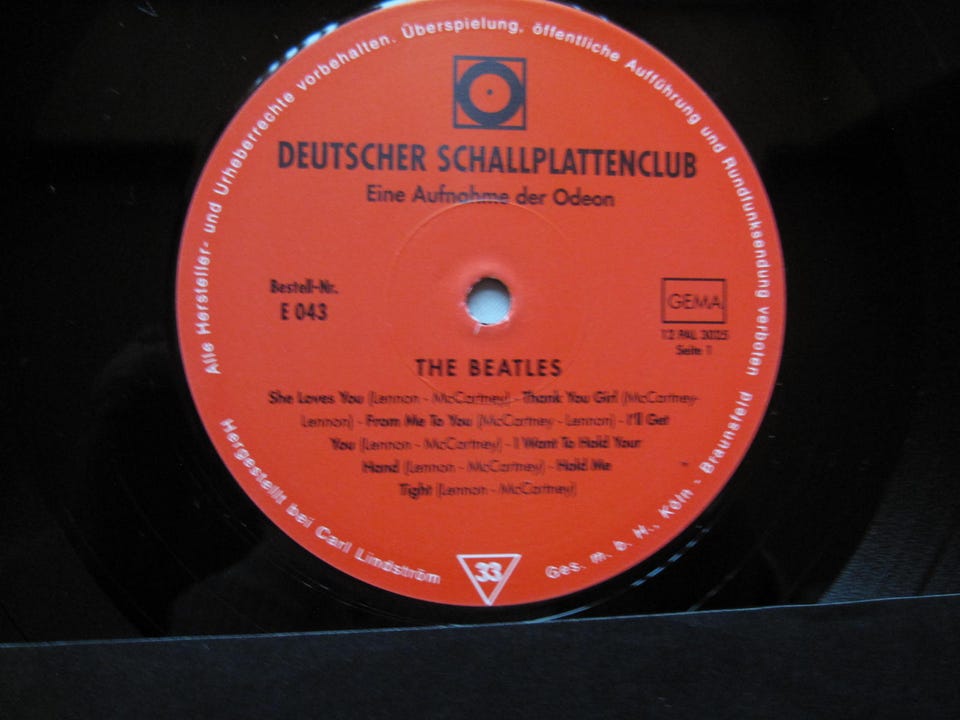 Alle Hersteller- und Urheberrechte vorbehalten. Überspielung, öffentliche Aufführung und Rundfunksendung verboten
DEUTSCHER SCHALLPLATTENCLUB
Eine Aufnahme der Odeon
Bestell-Nr.
E 043
GEMA
12 PAL 3025
Seite 1
THE BEATLES
She Loves You (Lennon - McCartney) - Thank You Girl (McCartney-
Lennon) - From Me To You (McCartney - Lennon) - I'll Get
You (Lennon - McCartney) - I Want To Hold Your
Hand (Lennon - McCartney) - Hold Me
Tight (Lennon - McCartney)
33
Hergestellt bei Carl Lindström Ges. m. b. H., Köln - Braunsfeld